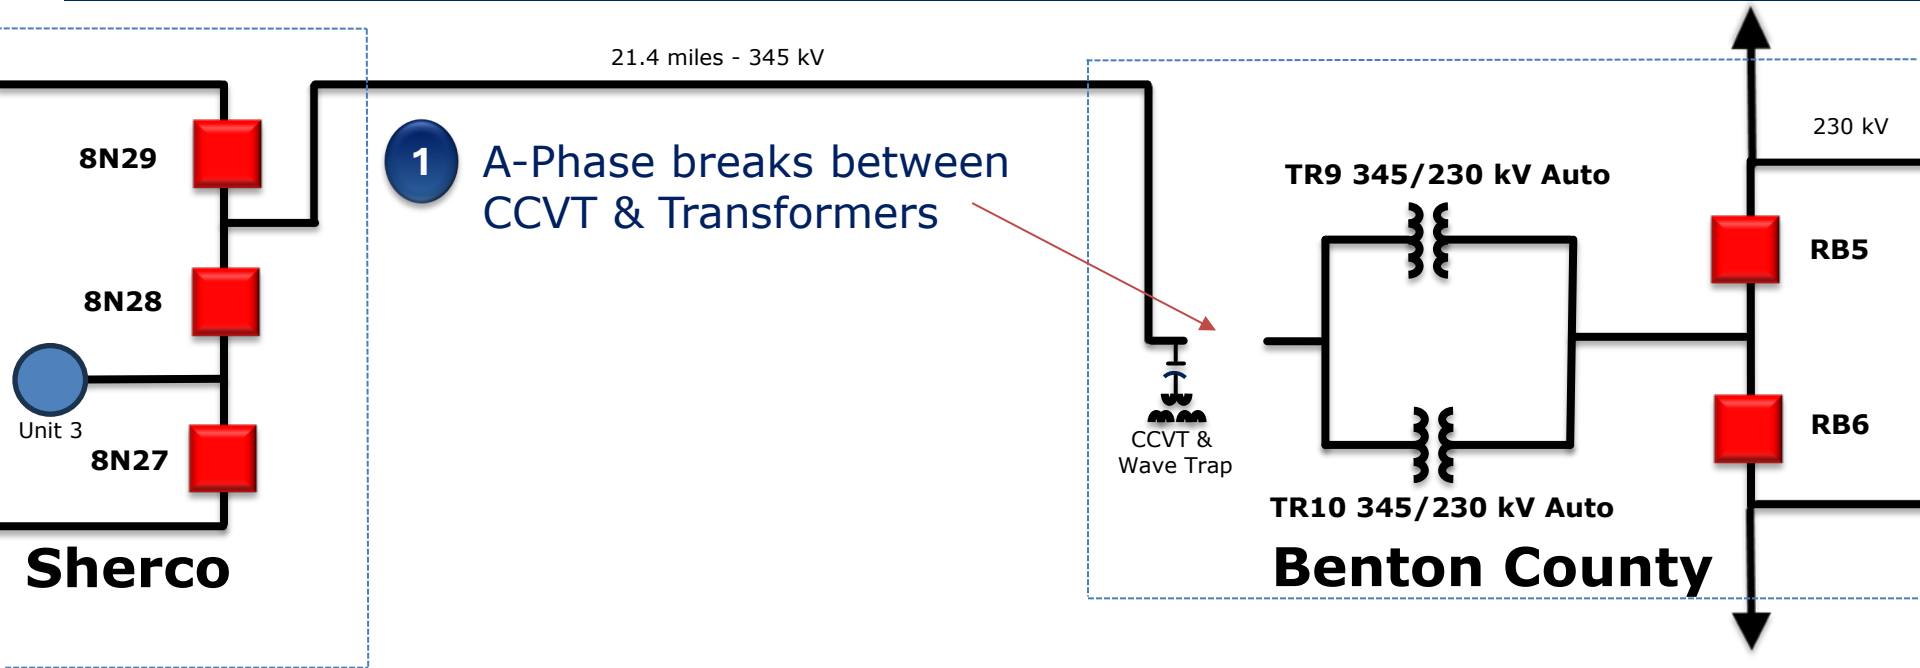 21.4 miles - 345 kV
230 kV
8N29
1
A-Phase breaks between
CCVT & Transformers
TR9 345/230 kV Auto
RB5
8N28
Unit 3
8N27
CCVT &
Wave Trap
RB6
TR10 345/230 kV Auto
Sherco
Benton County